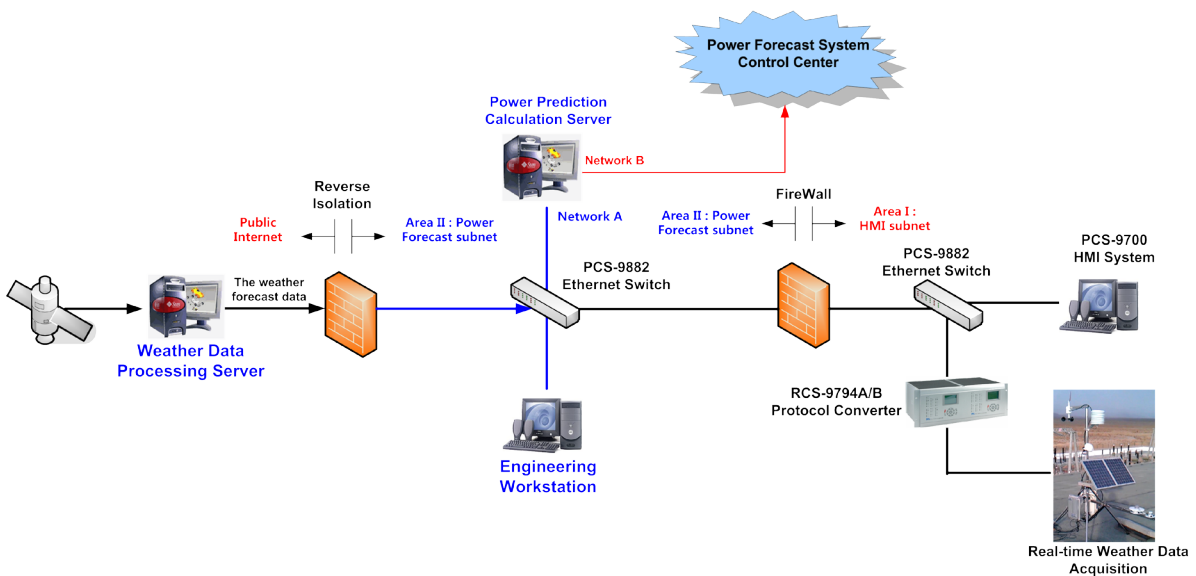 Power Forecast System
Control Center
Power Prediction
Calculation Server
Network B
Reverse
Isolation
Public
Internet
Area II : Power
Forecast subnet
Network A
FireWall
Area II : Power
Forecast subnet
Area I :
HMI subnet
PCS-9882
Ethernet Switch
PCS-9882
Ethernet Switch
PCS-9700
HMI System
The weather
forecast data
Weather Data
Processing Server
RCS-9794A/B
Protocol Converter
Engineering
Workstation
Real-time Weather Data
Acquisition